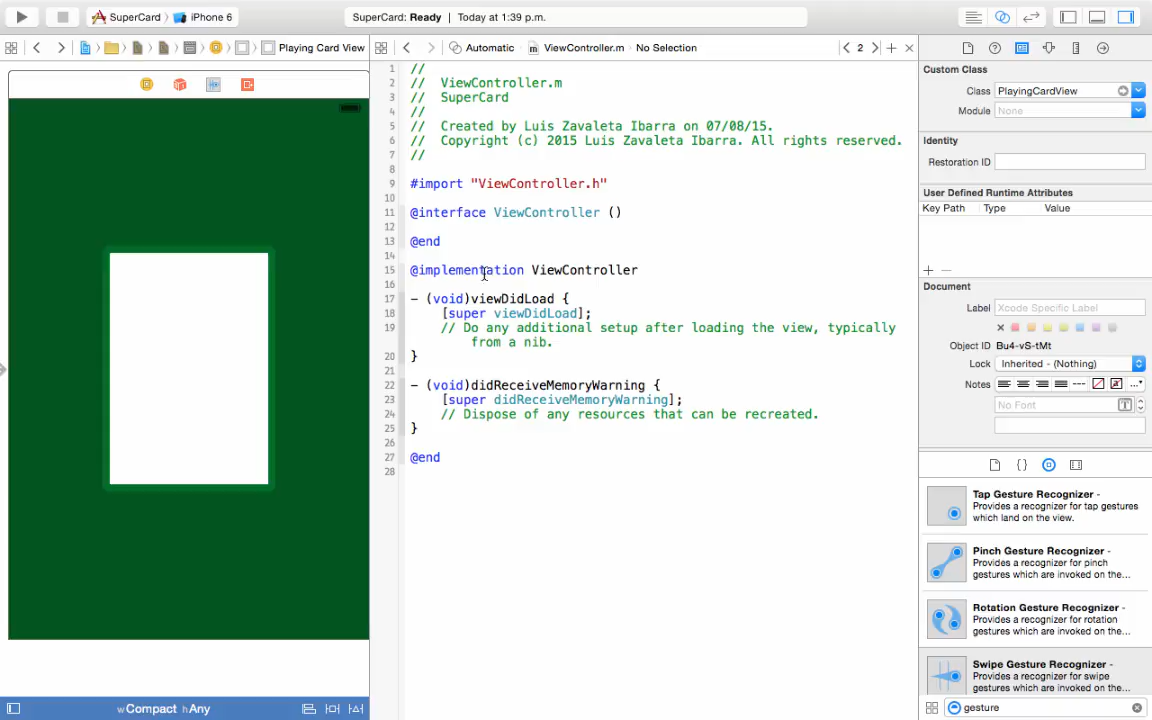 SuperCard
iPhone 6
SuperCard: Ready | Today at 1:39 p.m.
Playing Card View
Automatic
ViewController.m
No Selection
2
1 //
2 //  ViewController.m
3 //  SuperCard
4 //
5 //  Created by Luis Zavaleta Ibarra on 07/08/15.
6 //  Copyright (c) 2015 Luis Zavaleta Ibarra. All rights reserved.
7 //
8
9 #import "ViewController.h"
10
11 @interface ViewController ()
12
13 @end
14
15 @implementation ViewController
16
17 - (void)viewDidLoad {
18 [super viewDidLoad];
19 // Do any additional setup after loading the view, typically
from a nib.
20 }
21
22 - (void)didReceiveMemoryWarning {
23 [super didReceiveMemoryWarning];
24 // Dispose of any resources that can be recreated.
25 }
26
27 @end
28
wCompact hAny
Custom Class
Class PlayingCardView
Module None
Identity
Restoration ID
User Defined Runtime Attributes
Key Path Type Value
Document
Label Xcode Specific Label
Object ID Bu4-vS-tMt
Lock Inherited - (Nothing)
Notes
No Font
Tap Gesture Recognizer -
Provides a recognizer for tap gestures
which land on the view.
Pinch Gesture Recognizer -
Provides a recognizer for pinch
gestures which are invoked on the...
Rotation Gesture Recognizer -
Provides a recognizer for rotation
gestures which are invoked on the...
Swipe Gesture Recognizer -
Provides a recognizer for swipe
gestures which are invoked on the...
gesture